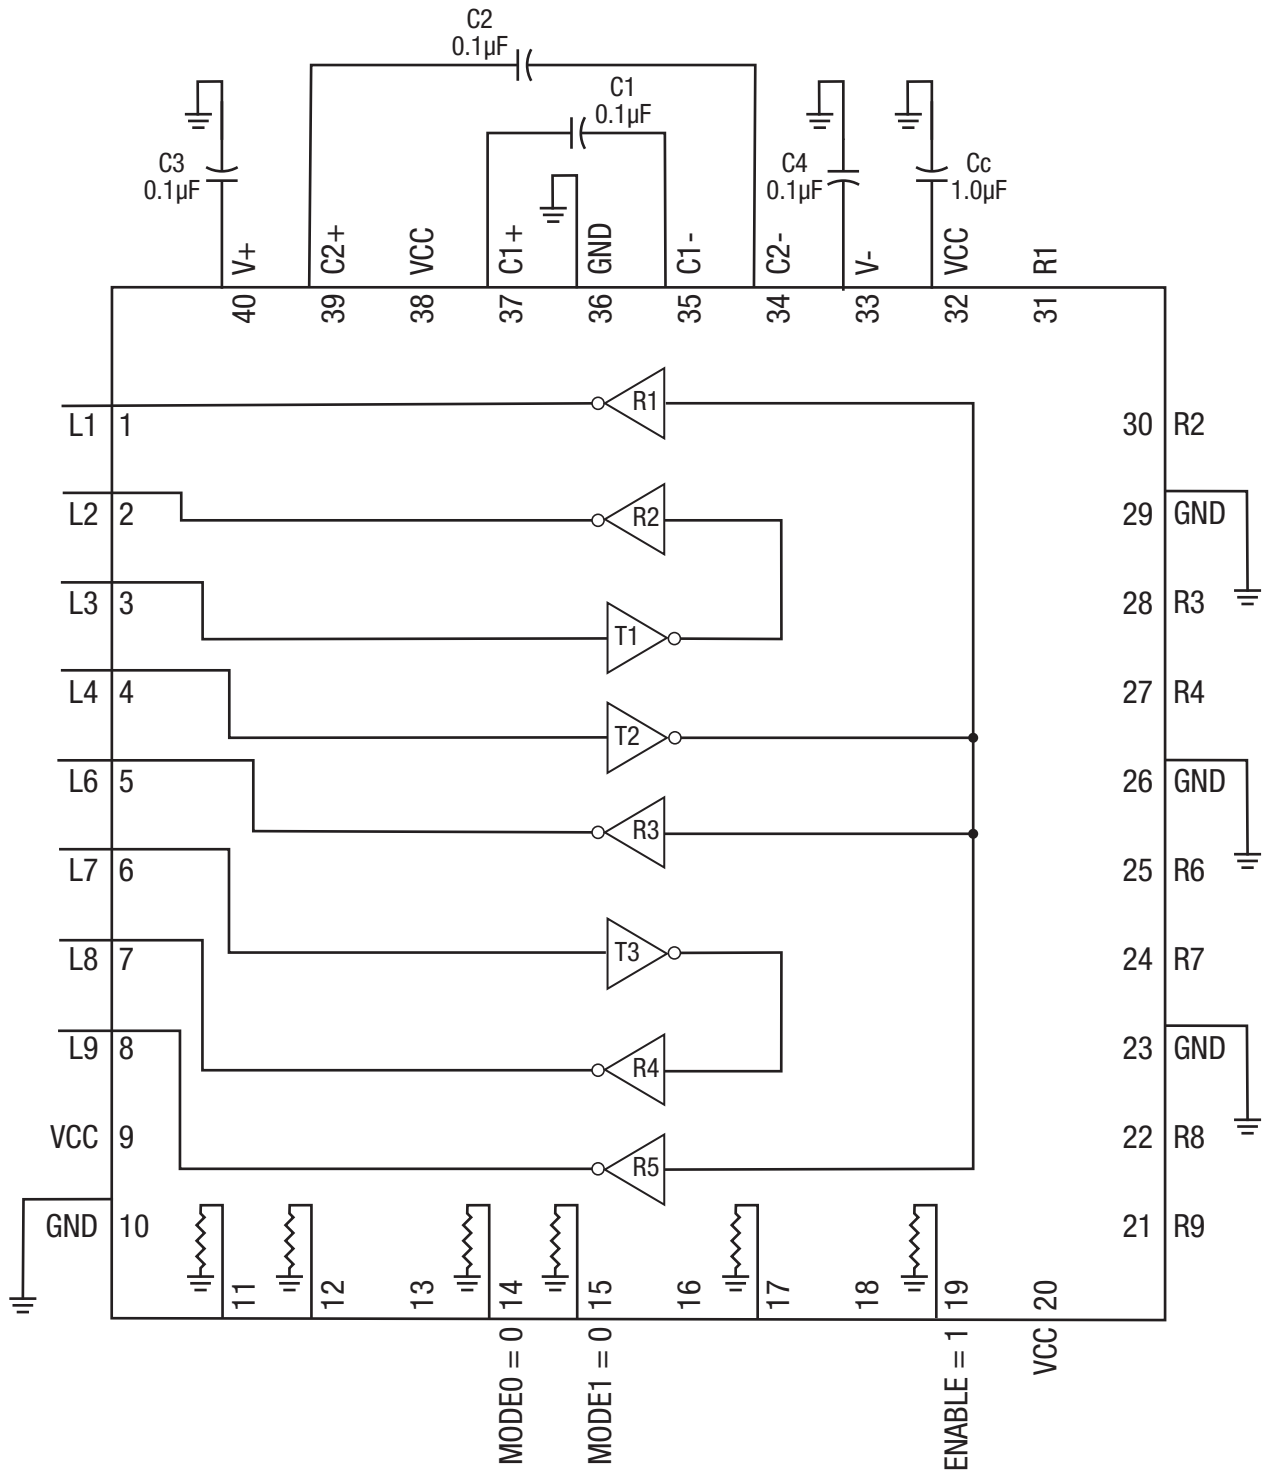 C2
0.1µF
C1
0.1µF
C3
0.1µF
C4
0.1µF
Cc
1.0µF
V+
C2+
VCC
C1+
GND
C1-
C2-
V-
VCC
R1
40
39
38
37
36
35
34
33
32
31
L1 1
R1
30 R2
L2 2
R2
29 GND
L3 3
T1
28 R3
L4 4
T2
27 R4
L6 5
R3
26 GND
L7 6
T3
25 R6
L8 7
R4
24 R7
L9 8
R5
23 GND
VCC 9
22 R8
GND 10
21 R9
11
12
13
14
15
16
17
18
19
20
MODE0 = 0
MODE1 = 0
ENABLE = 1
VCC